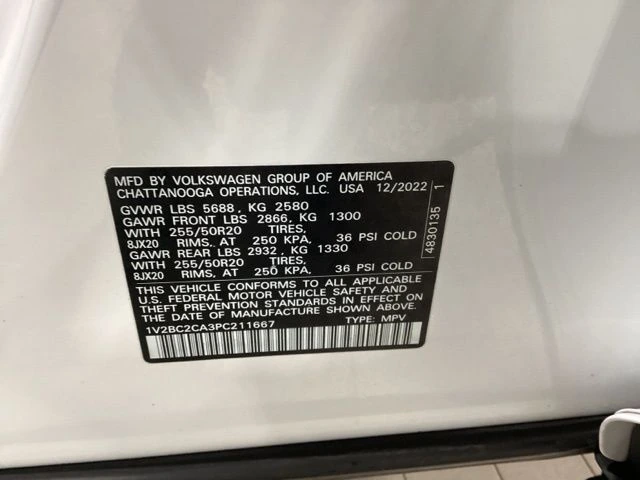 MFD BY VOLKSWAGEN GROUP OF AMERICA
CHATTANOOGA OPERATIONS, LLC. USA 12/2022
GVWR LBS 5688 , KG 2580
GAWR FRONT LBS 2866 , KG 1300
WITH 255/50R20 TIRES,
8JX20 RIMS, AT 250 KPA, 36 PSI COLD
GAWR REAR LBS 2932 , KG 1330
WITH 255/50R20 TIRES,
8JX20 RIMS, AT 250 KPA, 36 PSI COLD
THIS VEHICLE CONFORMS TO ALL APPLICABLE
U.S. FEDERAL MOTOR VEHICLE SAFETY AND
THEFT PREVENTION STANDARDS IN EFFECT ON
THE DATE OF MANUFACTURE SHOWN ABOVE.
1V2BC2CA3PC211667 TYPE: MPV
4830135 1